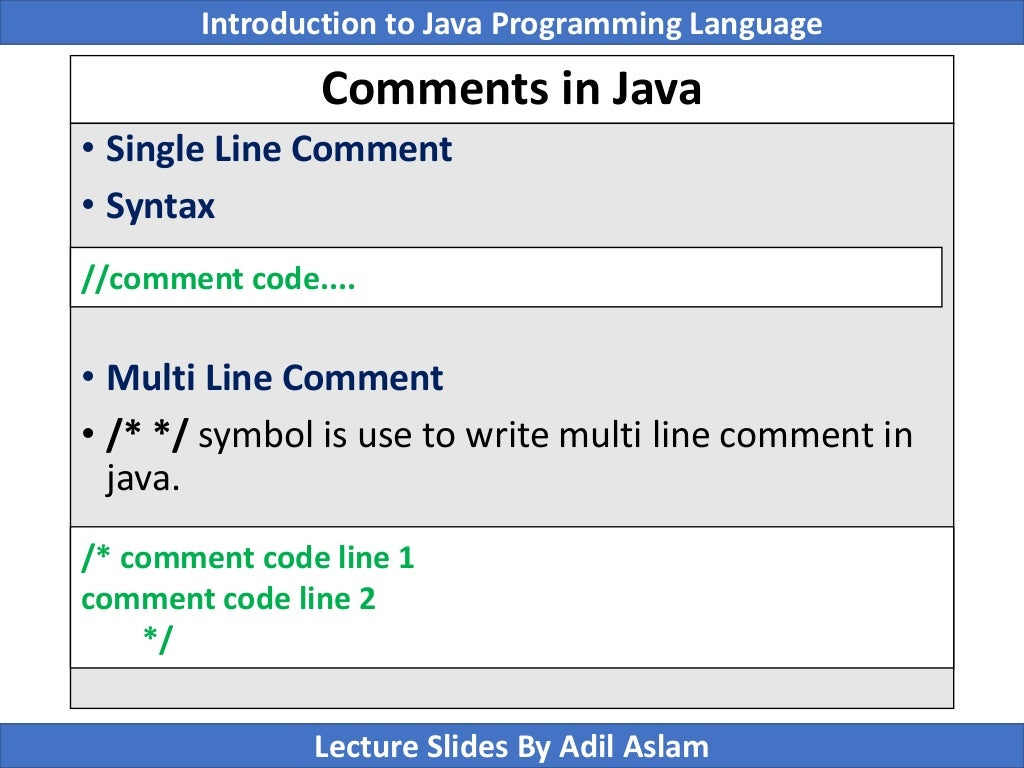 Introduction to Java Programming Language
Comments in Java
• Single Line Comment
• Syntax
//comment code....
• Multi Line Comment
• /* */ symbol is use to write multi line comment in
java.
/* comment code line 1
comment code line 2
*/
Lecture Slides By Adil Aslam